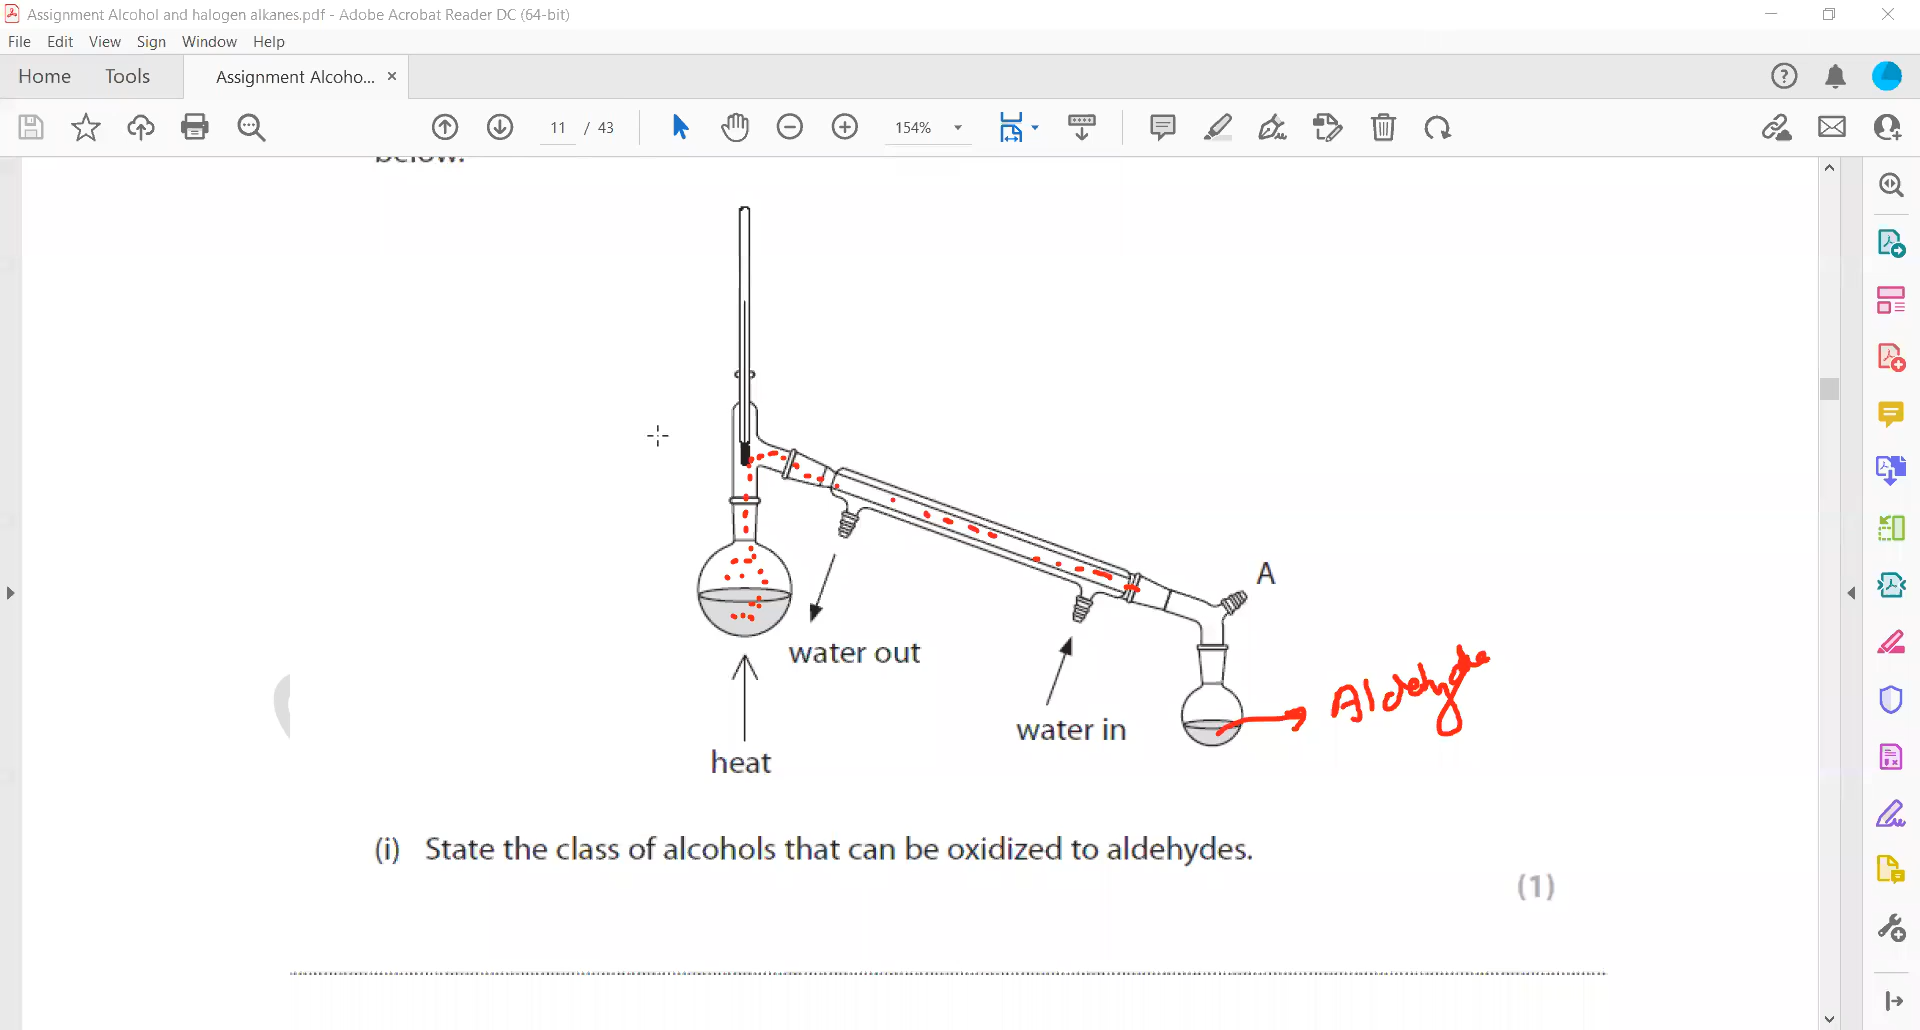 Assignment Alcohol and halogen alkanes.pdf - Adobe Acrobat Reader DC (64-bit)
File Edit View Sign Window Help
Home Tools Assignment Alcoho... ×
11 / 43 154%
below.
A
water out
Aldehyde
water in
heat
(i) State the class of alcohols that can be oxidized to aldehydes.
(1)